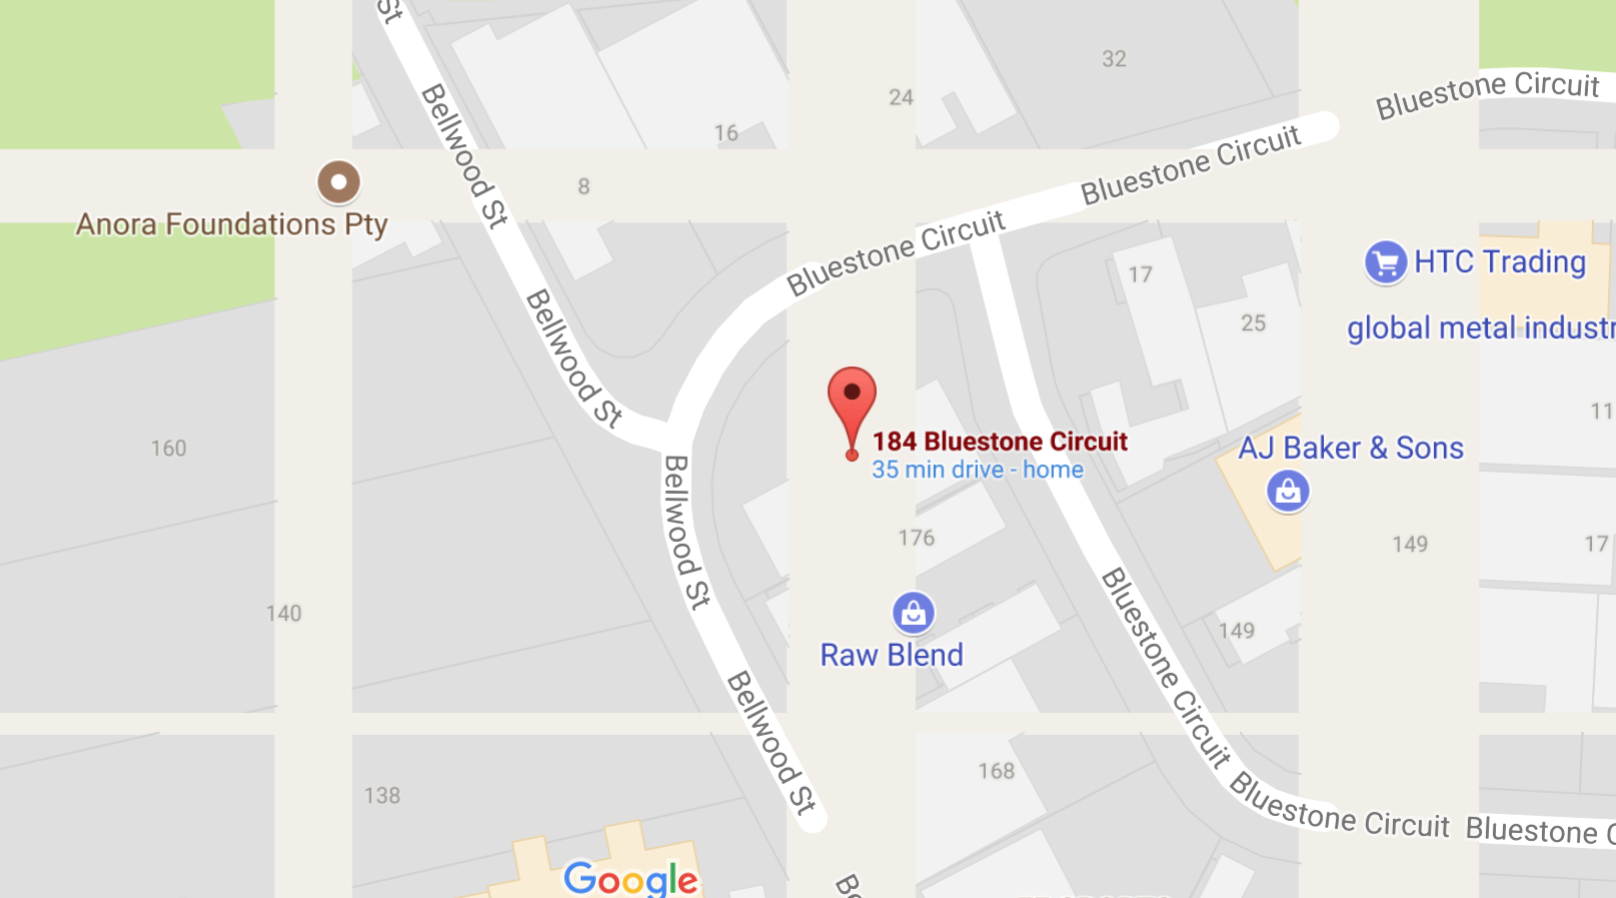 St
Bellwood St
16
24
32
Bluestone Circuit
Bluestone Circuit
8
Anora Foundations Pty
Bluestone Circuit
17
HTC Trading
25
global metal industr
Bellwood St
160
184 Bluestone Circuit
35 min drive - home
AJ Baker & Sons
11
Bellwood St
176
149
17
140
Raw Blend
Bluestone Circuit
149
Bellwood St
138
168
Bluestone Circuit
Bluestone C
Google
Be